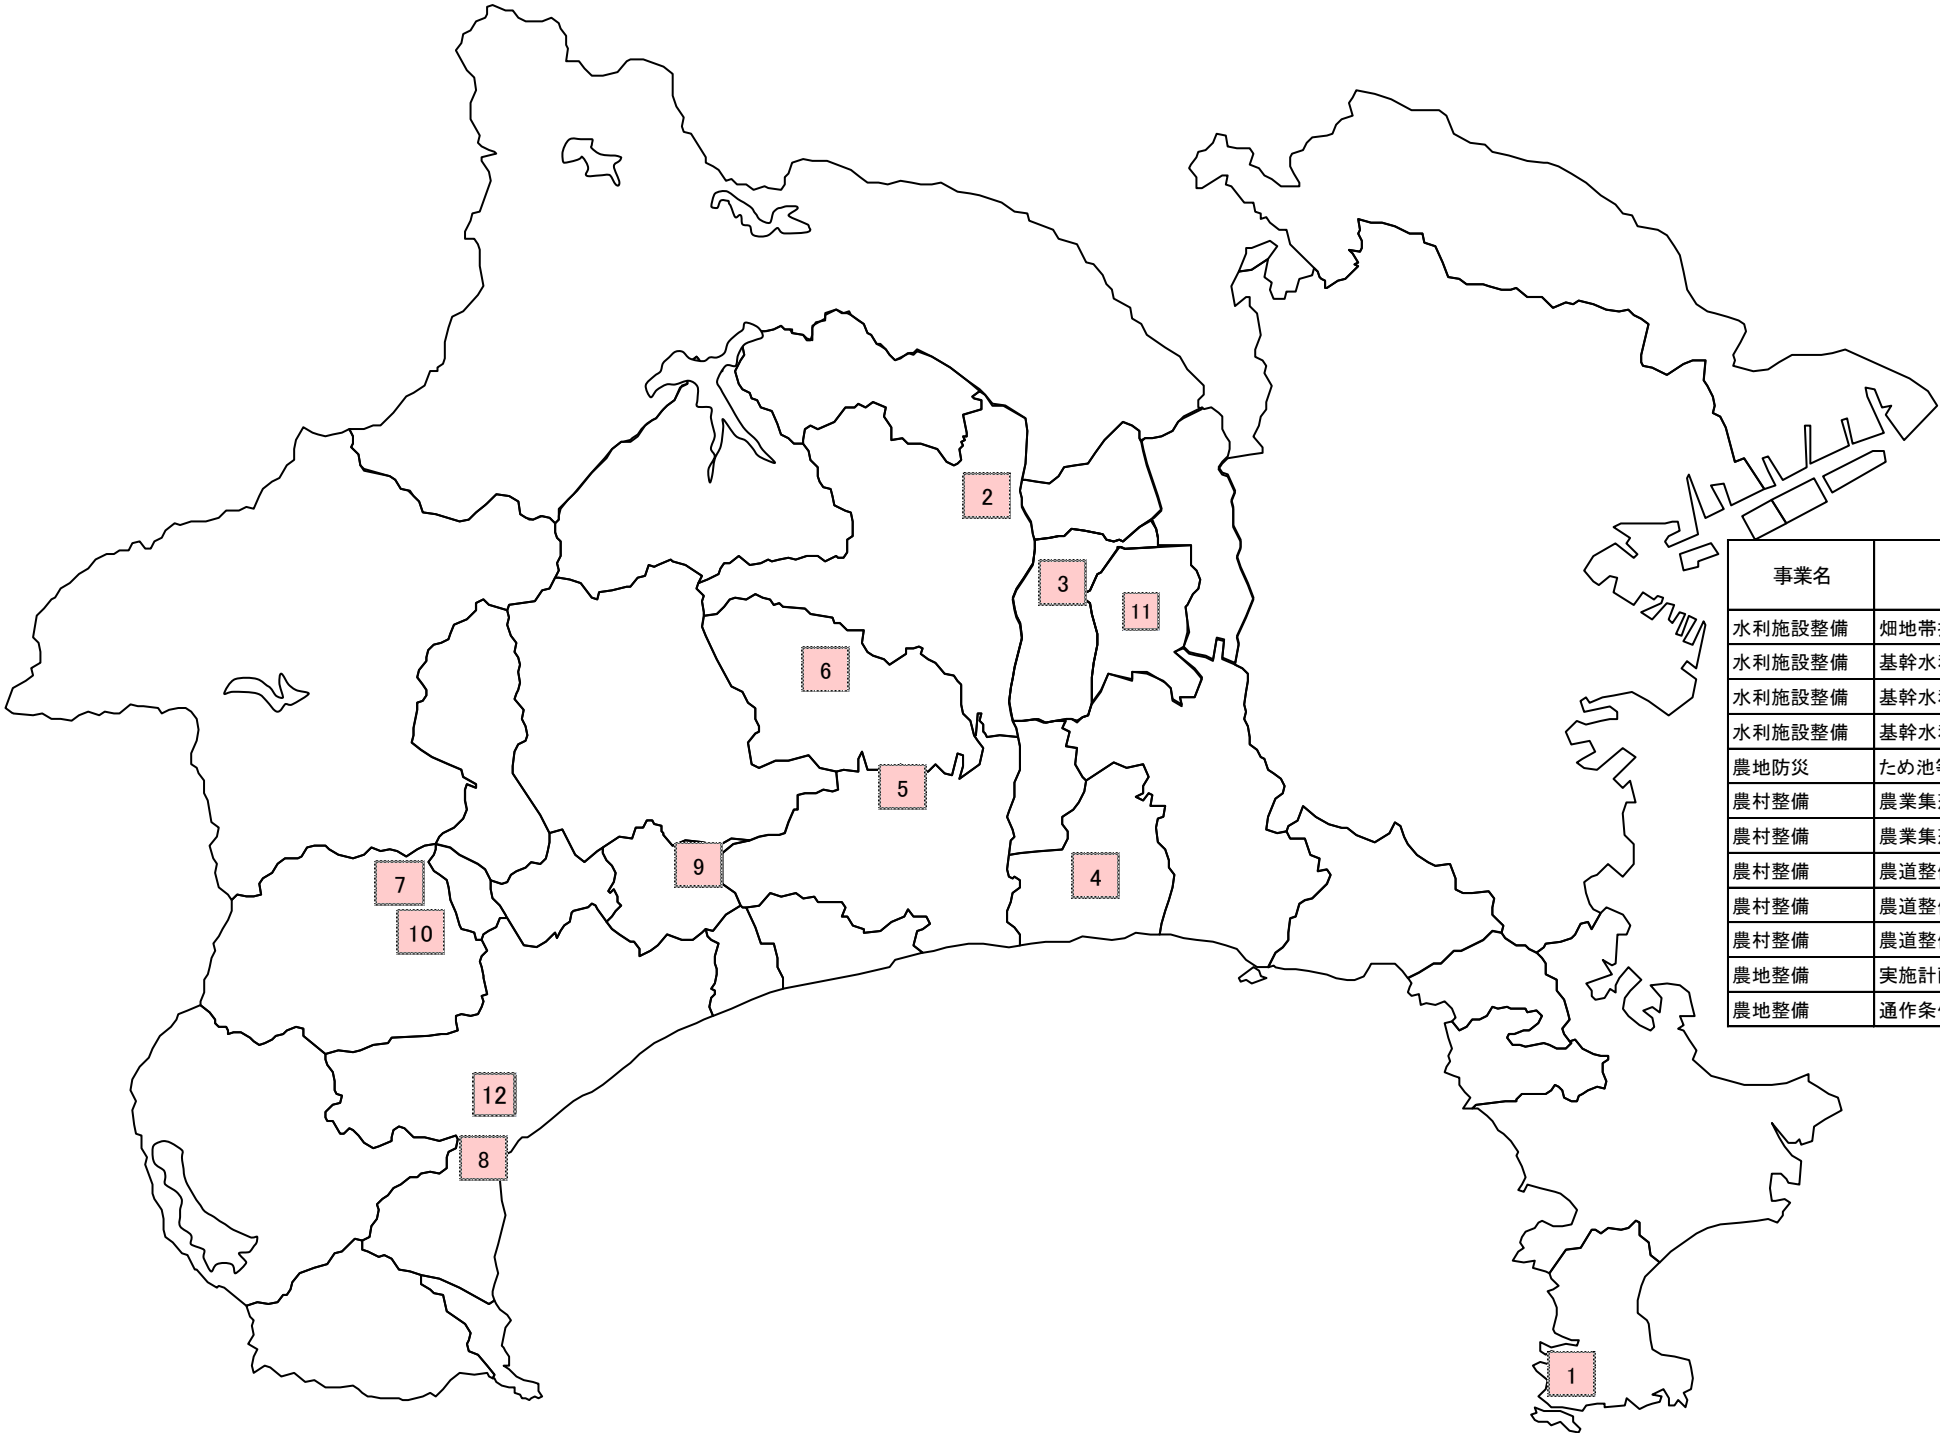 2
3
11
6
5
9
4
7
10
12
8
1
事業名
水利施設整備 畑地帯
水利施設整備 基幹水
水利施設整備 基幹水
水利施設整備 基幹水
農地防災 ため池
農村整備 農業集
農村整備 農業集
農村整備 農道整
農村整備 農道整
農村整備 農道整
農地整備 実施計
農地整備 通作条